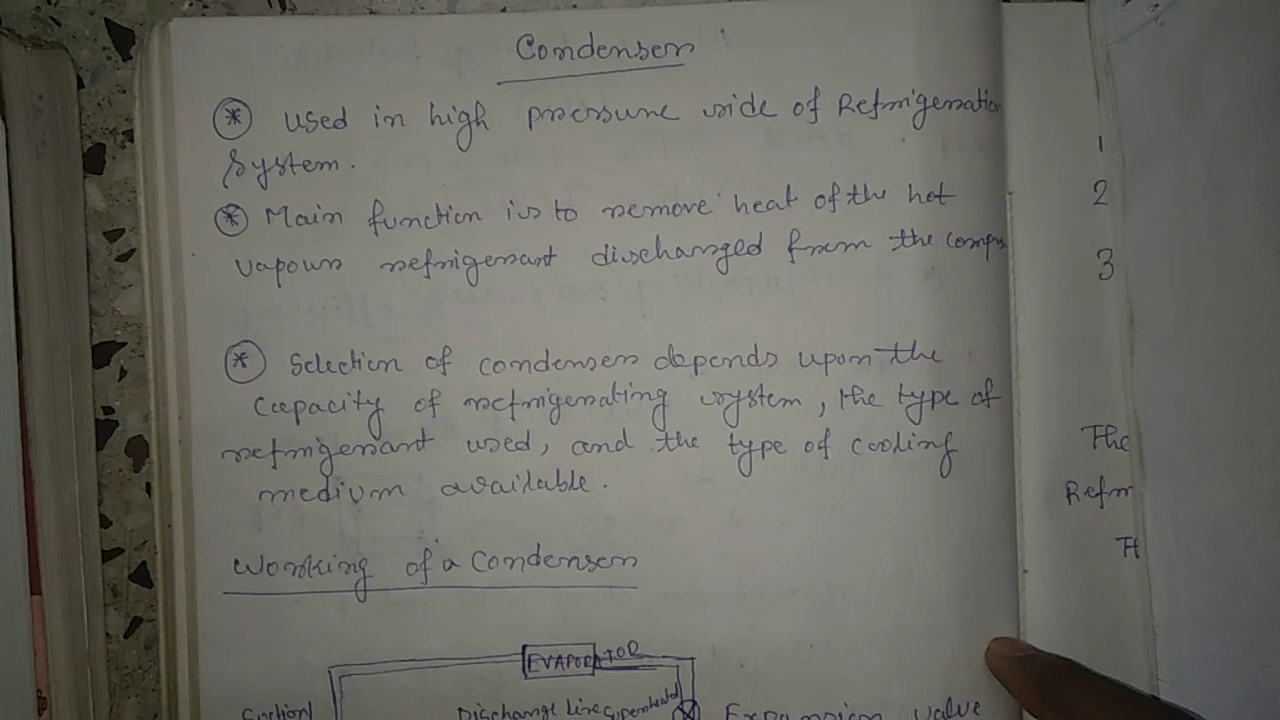 Condenser
* Used in high pressure side of Refrigeration
System.
* Main function is to remove heat of the hot
vapour refrigerant discharged from the compr
* Selection of condenser depends upon the
Capacity of refrigerating system, the type of
refrigerant used, and the type of cooling
medium available.
Working of a Condenser
EVAPORATOR
Suction
Discharge Line Superheated
Expansion valve
1
2
3
The
Refr
Th